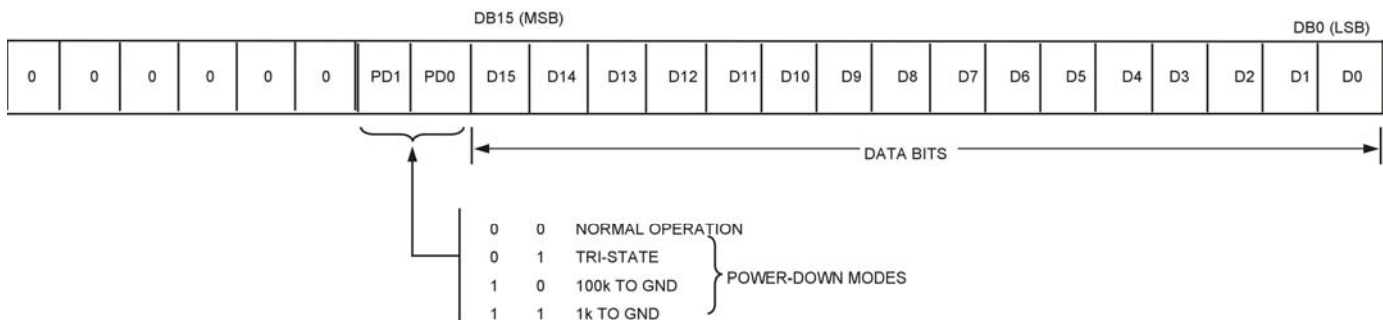 DB15 (MSB) DB0 (LSB)
0 0 0 0 0 0 PD1 PD0 D15 D14 D13 D12 D11 D10 D9 D8 D7 D6 D5 D4 D3 D2 D1 D0
DATA BITS
0 0 NORMAL OPERATION
0 1 TRI-STATE
1 0 100k TO GND
POWER-DOWN MODES
1 1 1k TO GND